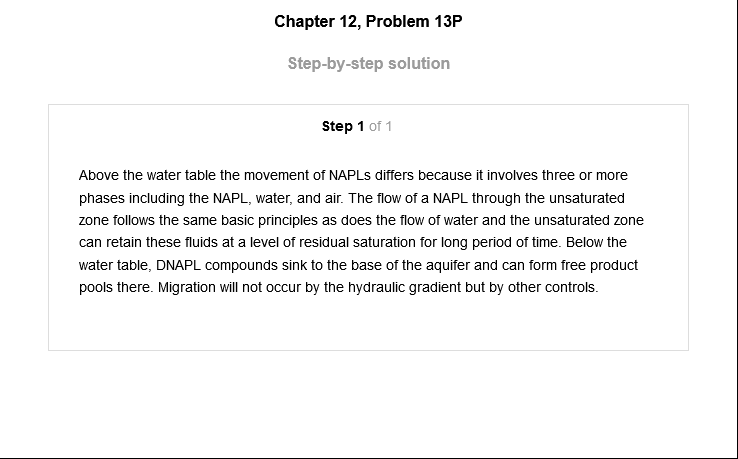 Chapter 12, Problem 13P
Step-by-step solution
Step 1 of 1
Above the water table the movement of NAPLs differs because it involves three or more
phases including the NAPL, water, and air. The flow of a NAPL through the unsaturated
zone follows the same basic principles as does the flow of water and the unsaturated zone
can retain these fluids at a level of residual saturation for long period of time. Below the
water table, DNAPL compounds sink to the base of the aquifer and can form free product
pools there. Migration will not occur by the hydraulic gradient but by other controls.